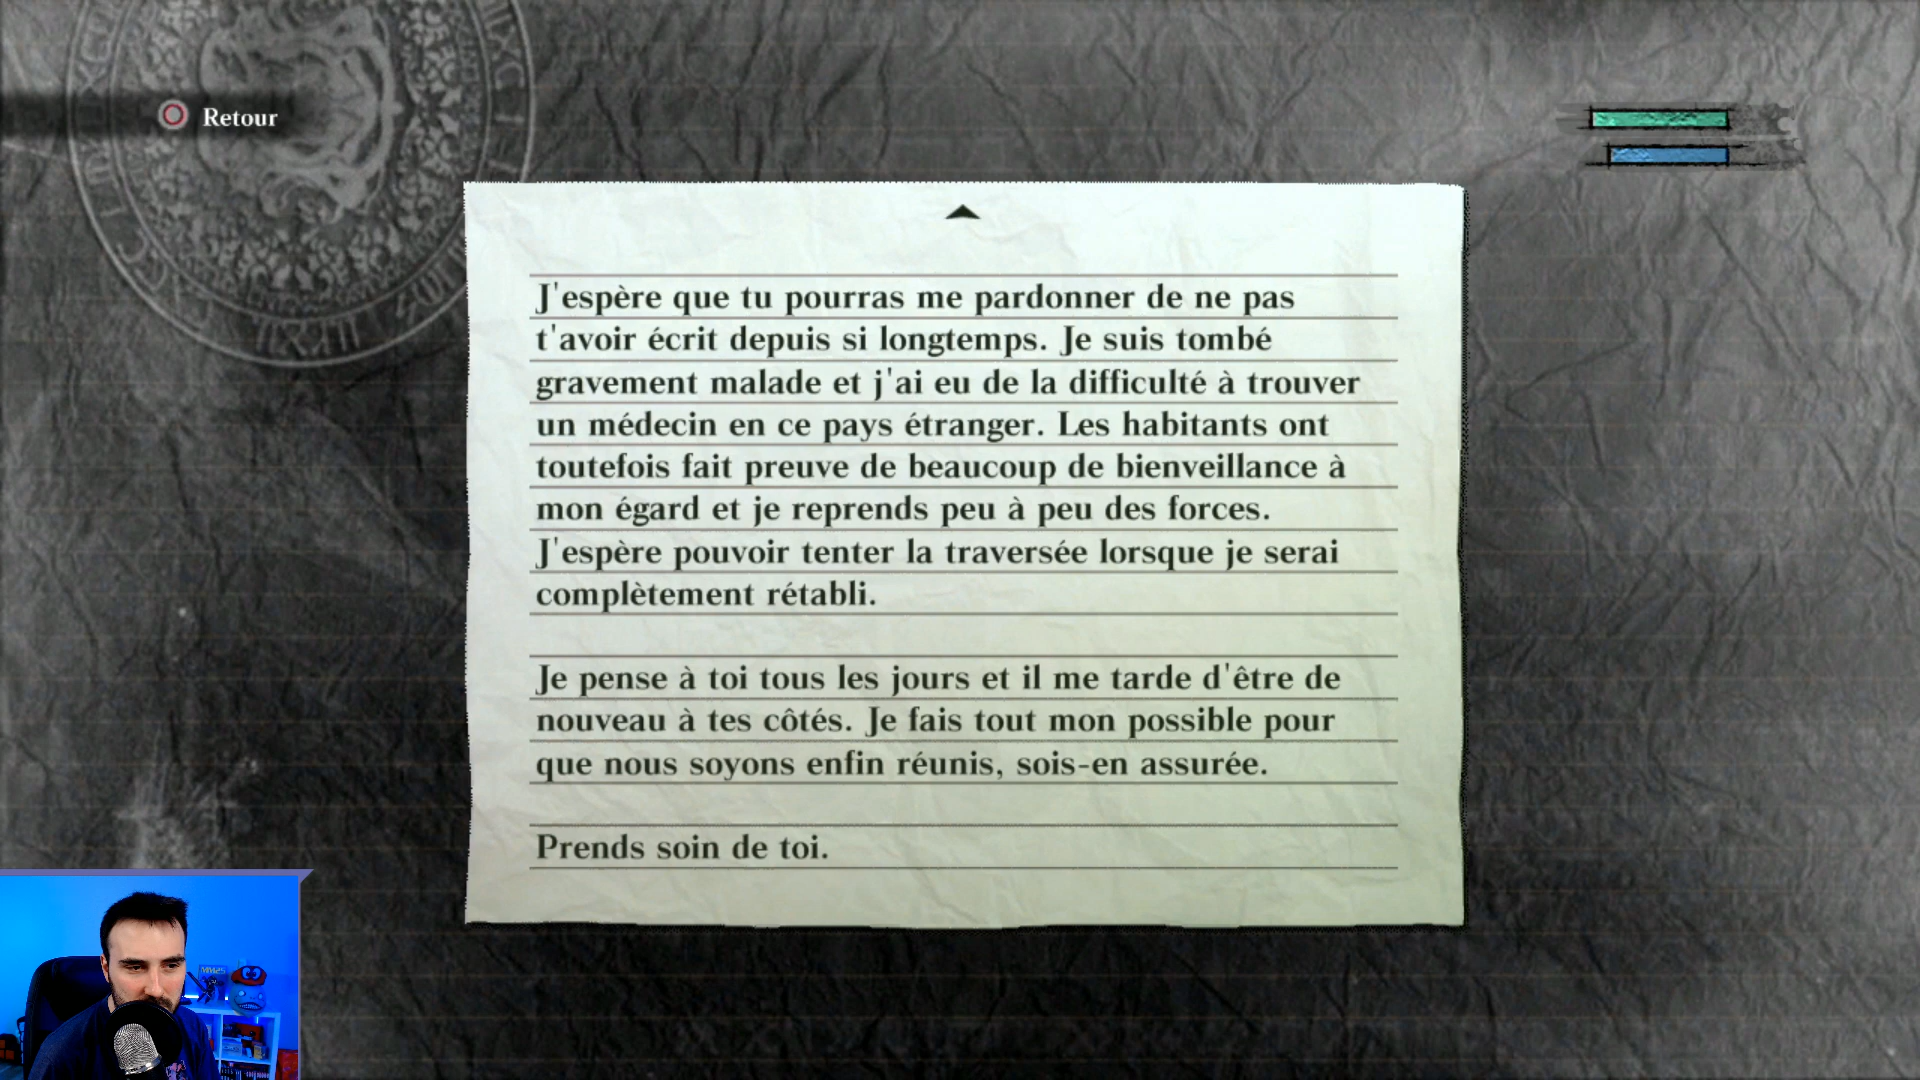 Retour
J'espère que tu pourras me pardonner de ne pas
t'avoir écrit depuis si longtemps. Je suis tombé
gravement malade et j'ai eu de la difficulté à trouver
un médecin en ce pays étranger. Les habitants ont
toutefois fait preuve de beaucoup de bienveillance à
mon égard et je reprends peu à peu des forces.
J'espère pouvoir tenter la traversée lorsque je serai
complètement rétabli.
Je pense à toi tous les jours et il me tarde d'être de
nouveau à tes côtés. Je fais tout mon possible pour
que nous soyons enfin réunis, sois-en assurée.
Prends soin de toi.